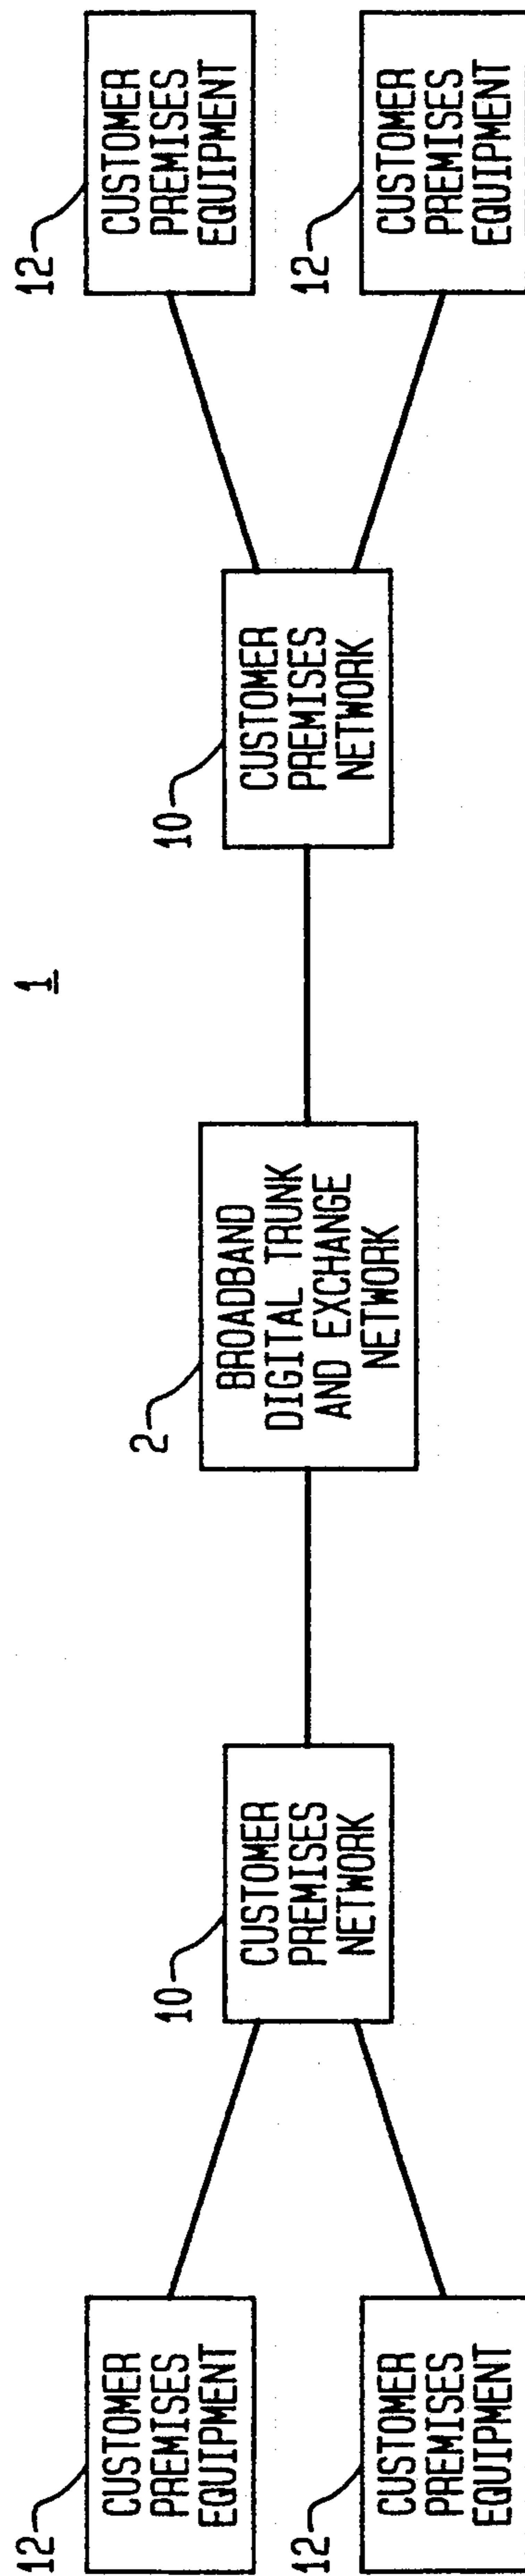 1
12
CUSTOMER
PREMISES
EQUIPMENT
12
CUSTOMER
PREMISES
EQUIPMENT
10
CUSTOMER
PREMISES
NETWORK
2
BROADBAND
DIGITAL TRUNK
AND EXCHANGE
NETWORK
10
CUSTOMER
PREMISES
NETWORK
12
CUSTOMER
PREMISES
EQUIPMENT
12
CUSTOMER
PREMISES
EQUIPMENT